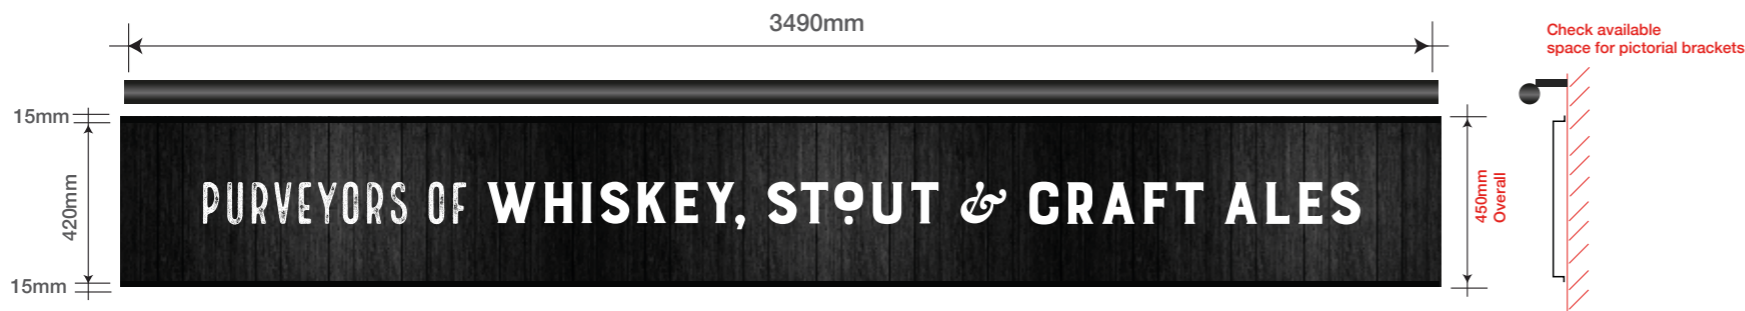 3490mm
Check available
space for pictorial brackets
15mm
420mm
15mm
PURVEYORS OF WHISKEY, STOUT & CRAFT ALES
450mm
Overall